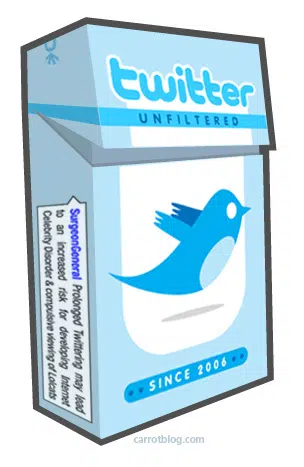 twitter
UNFILTERED
SurgeonGeneral Prolonged Twittering may lead
to an increased risk for developing Internet
Celebrity Disorder & compulsive viewing of Lolcats
SINCE 2006
carrotblog.com